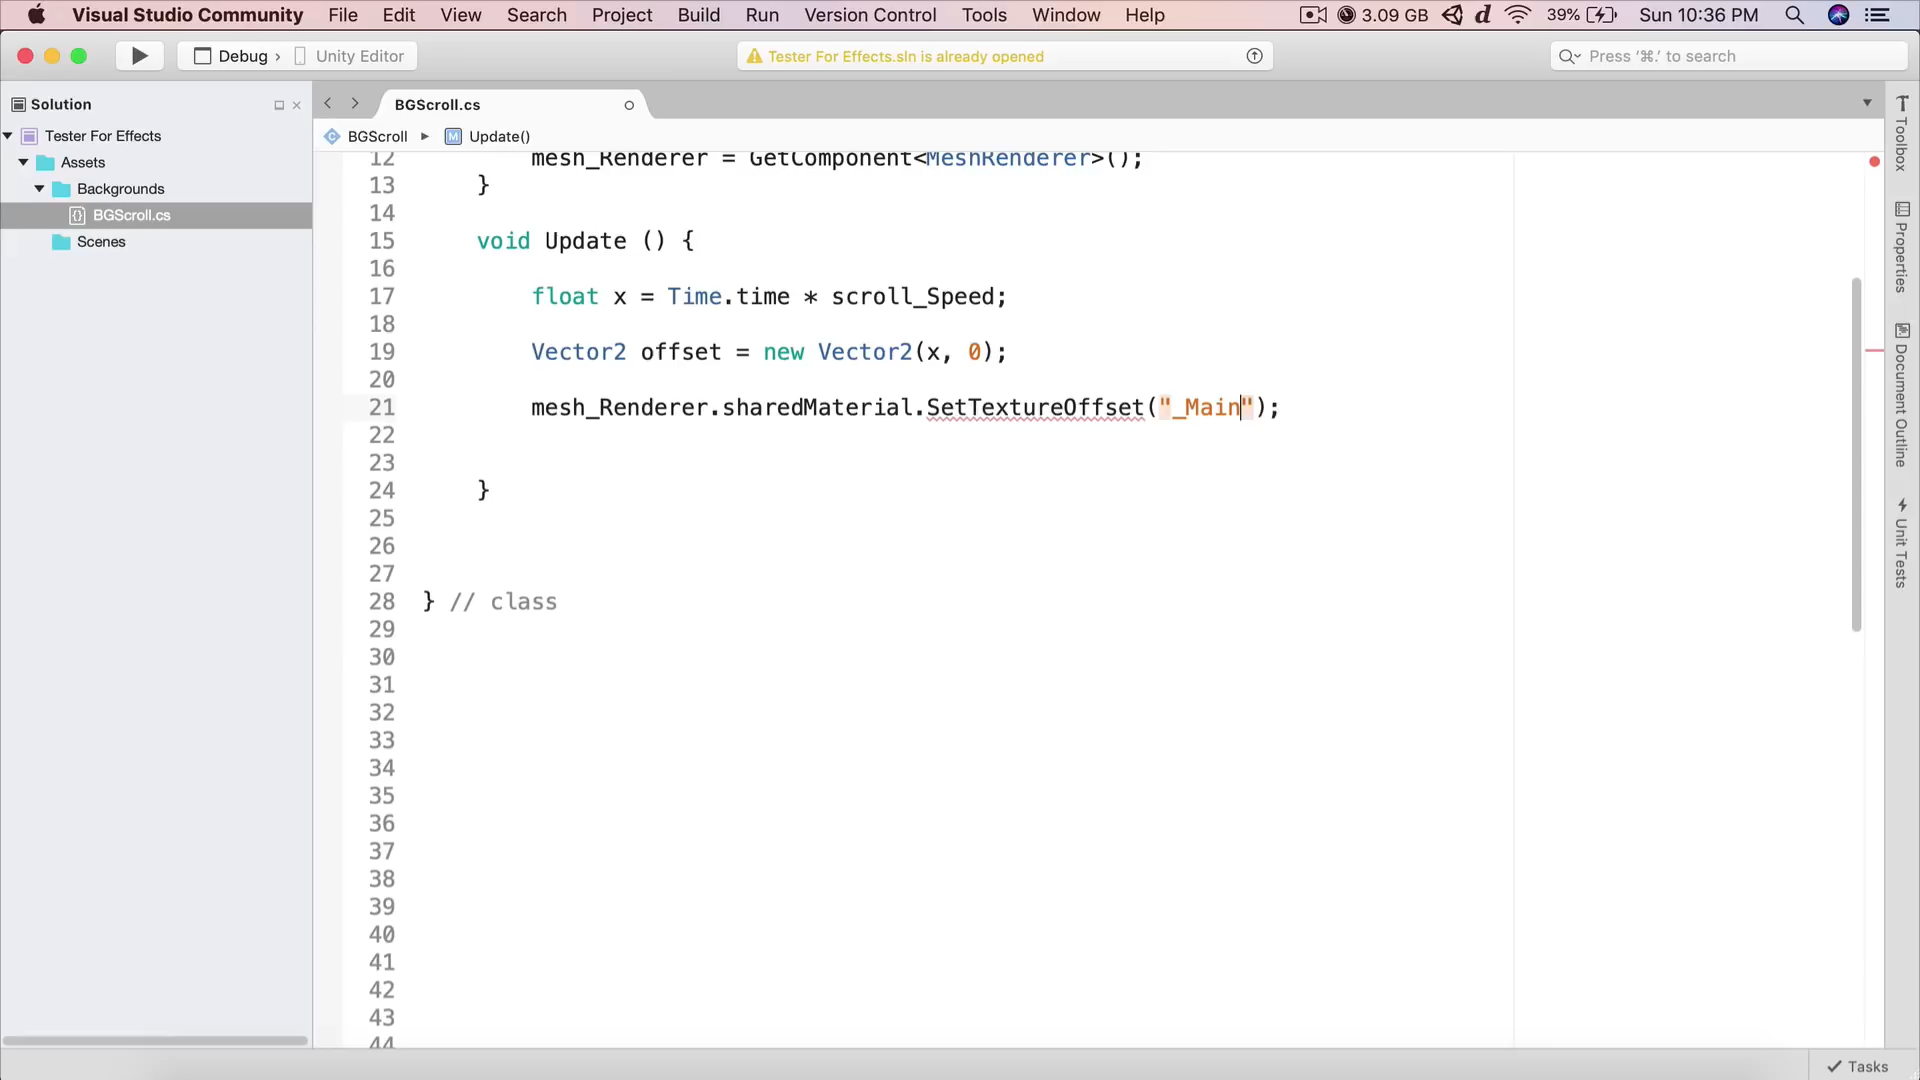 Visual Studio Community File Edit View Search Project Build Run Version Control Tools Window Help 3.09 GB 39% Sun 10:36 PM
Debug › Unity Editor Tester For Effects.sln is already opened Press ‘⌘.’ to search
Solution
Tester For Effects
Assets
Backgrounds
BGScroll.cs
Scenes
BGScroll.cs
BGScroll Update()
12 mesh_Renderer = GetComponent<MeshRenderer>();
13 }
14
15 void Update () {
16
17 float x = Time.time * scroll_Speed;
18
19 Vector2 offset = new Vector2(x, 0);
20
21 mesh_Renderer.sharedMaterial.SetTextureOffset("_Main");
22
23
24 }
25
26
27
28 } // class
29
30
31
32
33
34
35
36
37
38
39
40
41
42
43
44
Toolbox
Properties
Document Outline
Unit Tests
Tasks